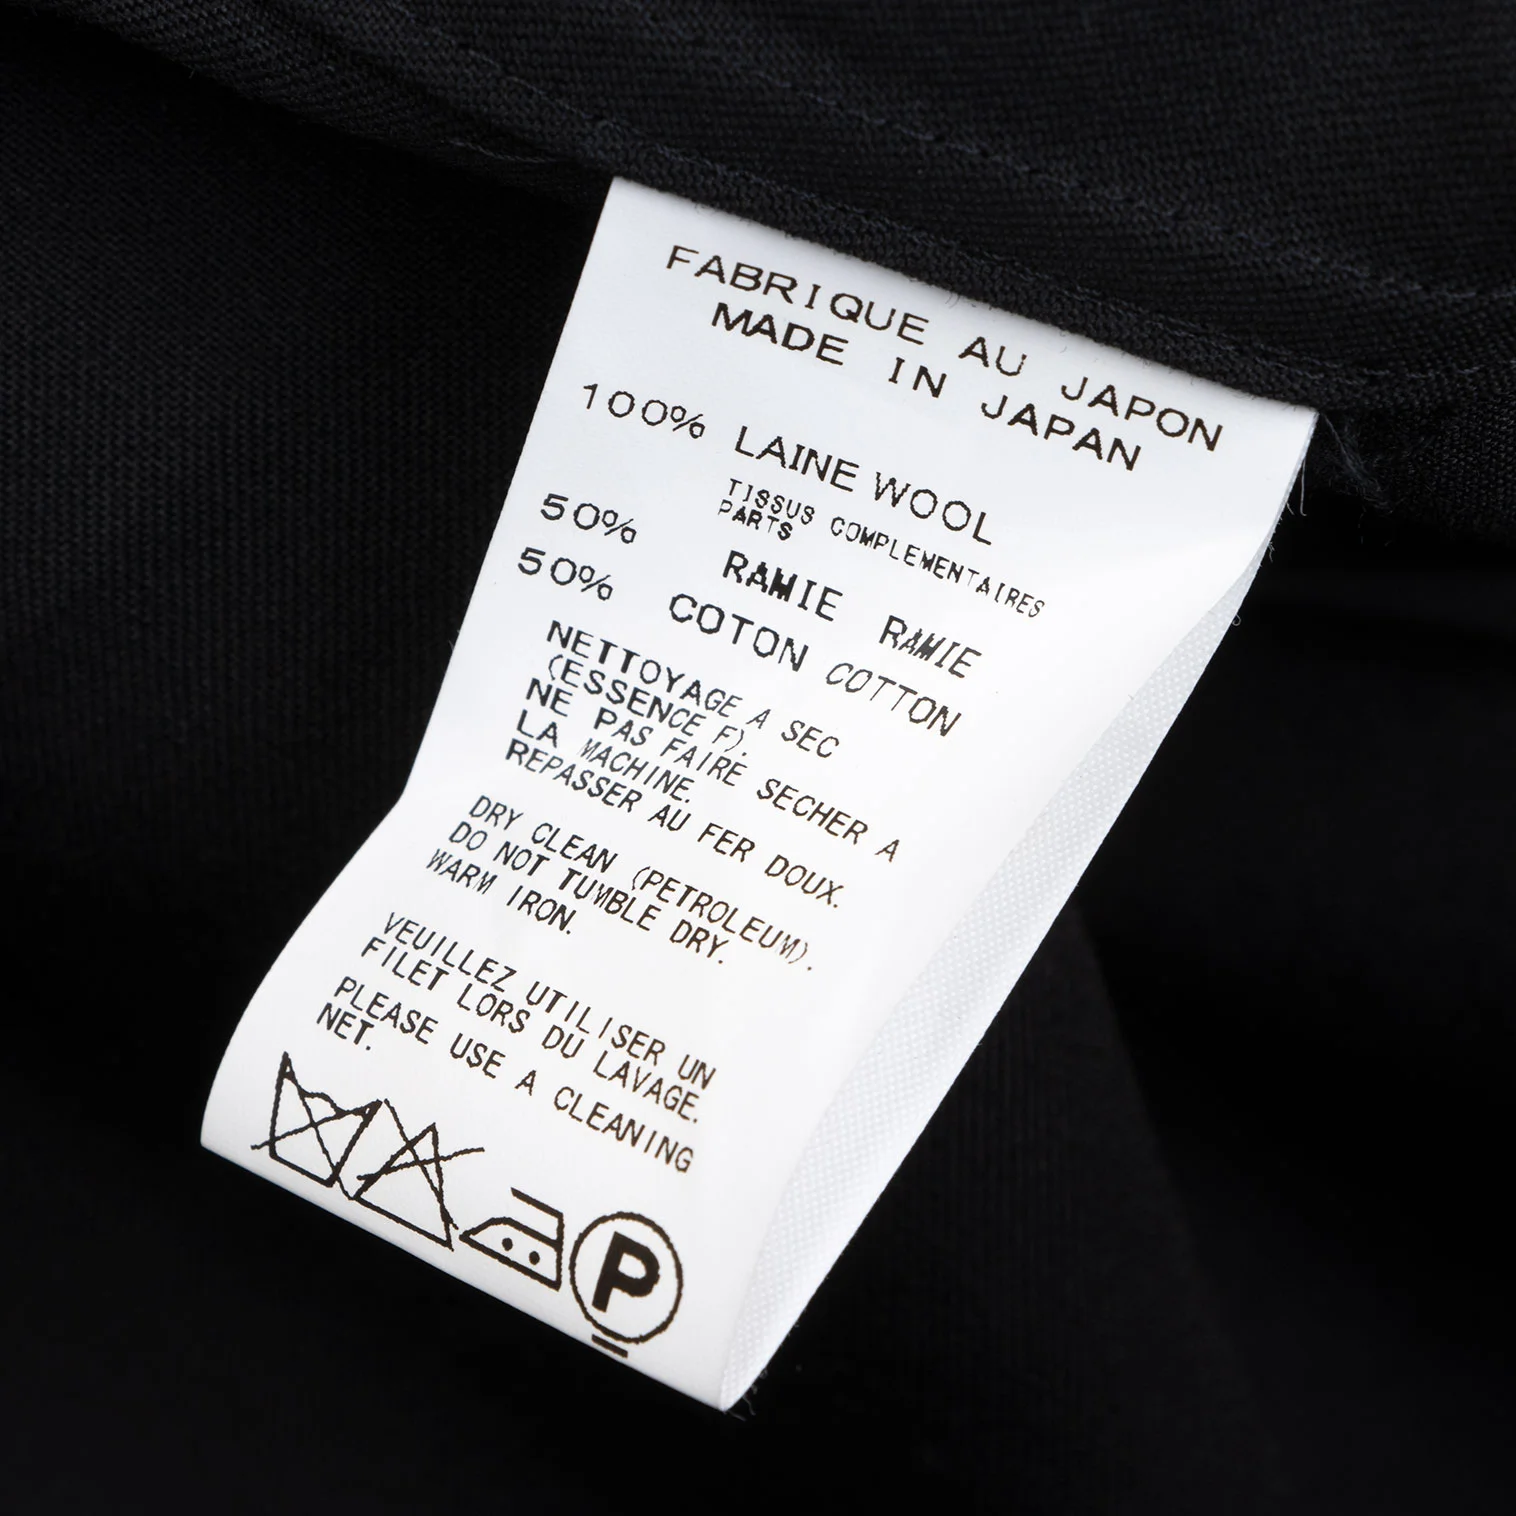 FABRIQUE AU JAPON
MADE IN JAPAN
100% LAINE WOOL
TISSUS COMPLEMENTAIRES
PARTS
50% RAMIE RAMIE
50% COTON COTTON
NETTOYAGE A SEC
(ESSENCE F).
NE PAS FAIRE SECHER A
LA MACHINE.
REPASSER AU FER DOUX.
DRY CLEAN (PETROLEUM).
DO NOT TUMBLE DRY.
WARM IRON.
VEUILLEZ UTILISER UN
FILET LORS DU LAVAGE.
PLEASE USE A CLEANING
NET.
P